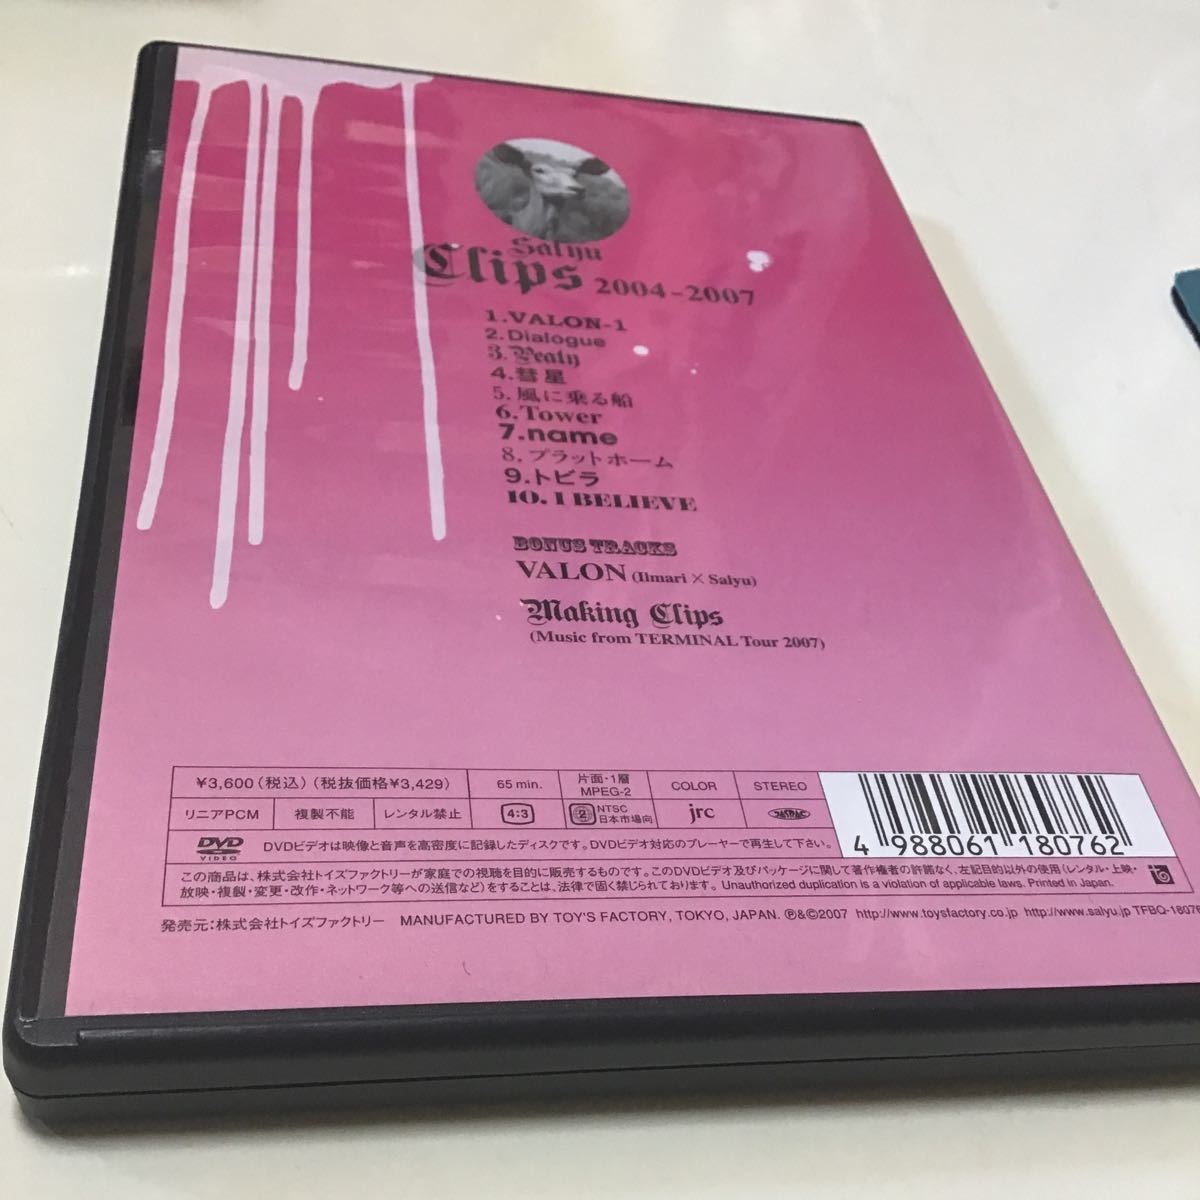 Salyu
Clips 2004-2007
1.VALON-1
2.Dialogue
3.Peaty
4.彗星
5.風に乗る船
6.Tower
7.name
8.プラットホーム
9.トビラ
10.I BELIEVE
BONUS TRACKS
VALON (Ilmari × Salyu)
Making Clips
(Music from TERMINAL Tour 2007)
¥3,600(税込)(税抜価格¥3,429) 65 min. 片面・1層 MPEG-2 COLOR STEREO
リニアPCM 複製不能 レンタル禁止 4:3 2 NTSC 日本市場向 jrc
DVD VIDEO DVDビデオは映像と音声を高密度に記録したディスクです。DVDビデオ対応のプレーヤーで再生して下さい。
4 988061 180762
この商品は、株式会社トイズファクトリーが家庭での視聴を目的に販売するものです。このDVDビデオ及びパッケージに関して著作権者の許諾なく、左記目的以外の使用(レンタル・上映・
放映・複製・変更・改作・ネットワーク等への送信など)をすることは、法律で固く禁じられております。Unauthorized duplication is a violation of applicable laws. Printed in Japan.
発売元:株式会社トイズファクトリー MANUFACTURED BY TOY'S FACTORY, TOKYO, JAPAN. ℗&©2007 http://www.toysfactory.co.jp http://www.salyu.jp TFBQ-18076